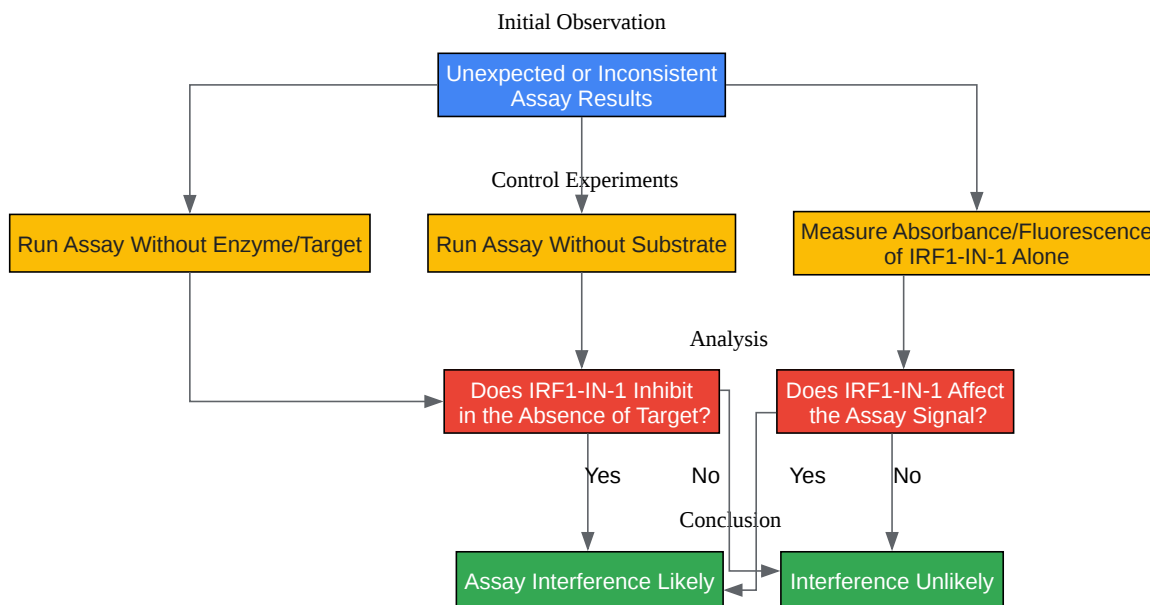 Initial Observation
Unexpected or Inconsistent
Assay Results
Control Experiments
Run Assay Without Enzyme/Target
Run Assay Without Substrate
Measure Absorbance/Fluorescence
of IRF1-IN-1 Alone
Analysis
Does IRF1-IN-1 Inhibit
in the Absence of Target?
Does IRF1-IN-1 Affect
the Assay Signal?
Yes
No
Yes
No
Conclusion
Assay Interference Likely
Interference Unlikely